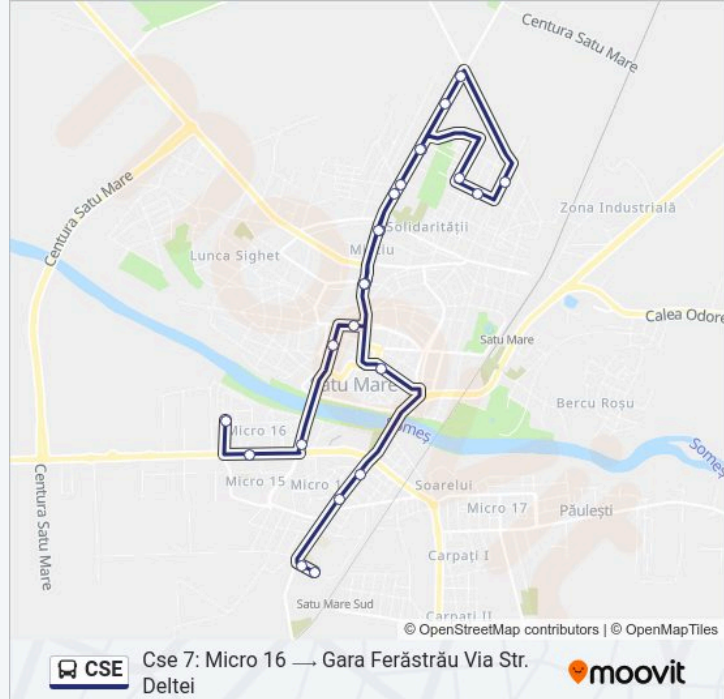 Centura Satu Mare
Centura Satu Mare
Zona Industrială
Solidarității
Lunca Sighet
Calea Odore
Satu Mare
Satu Mare
Bercu Roșu
Micro 16
Someș
Someș
Centura Satu Mare
Micro 15
Soarelui
Micro 17
Păulești
Carpați I
Satu Mare Sud
Carpați II
© OpenStreetMap contributors | © OpenMapTiles
CSE
Cse 7: Micro 16 → Gara Ferăstrău Via Str.
Deltei
moovit